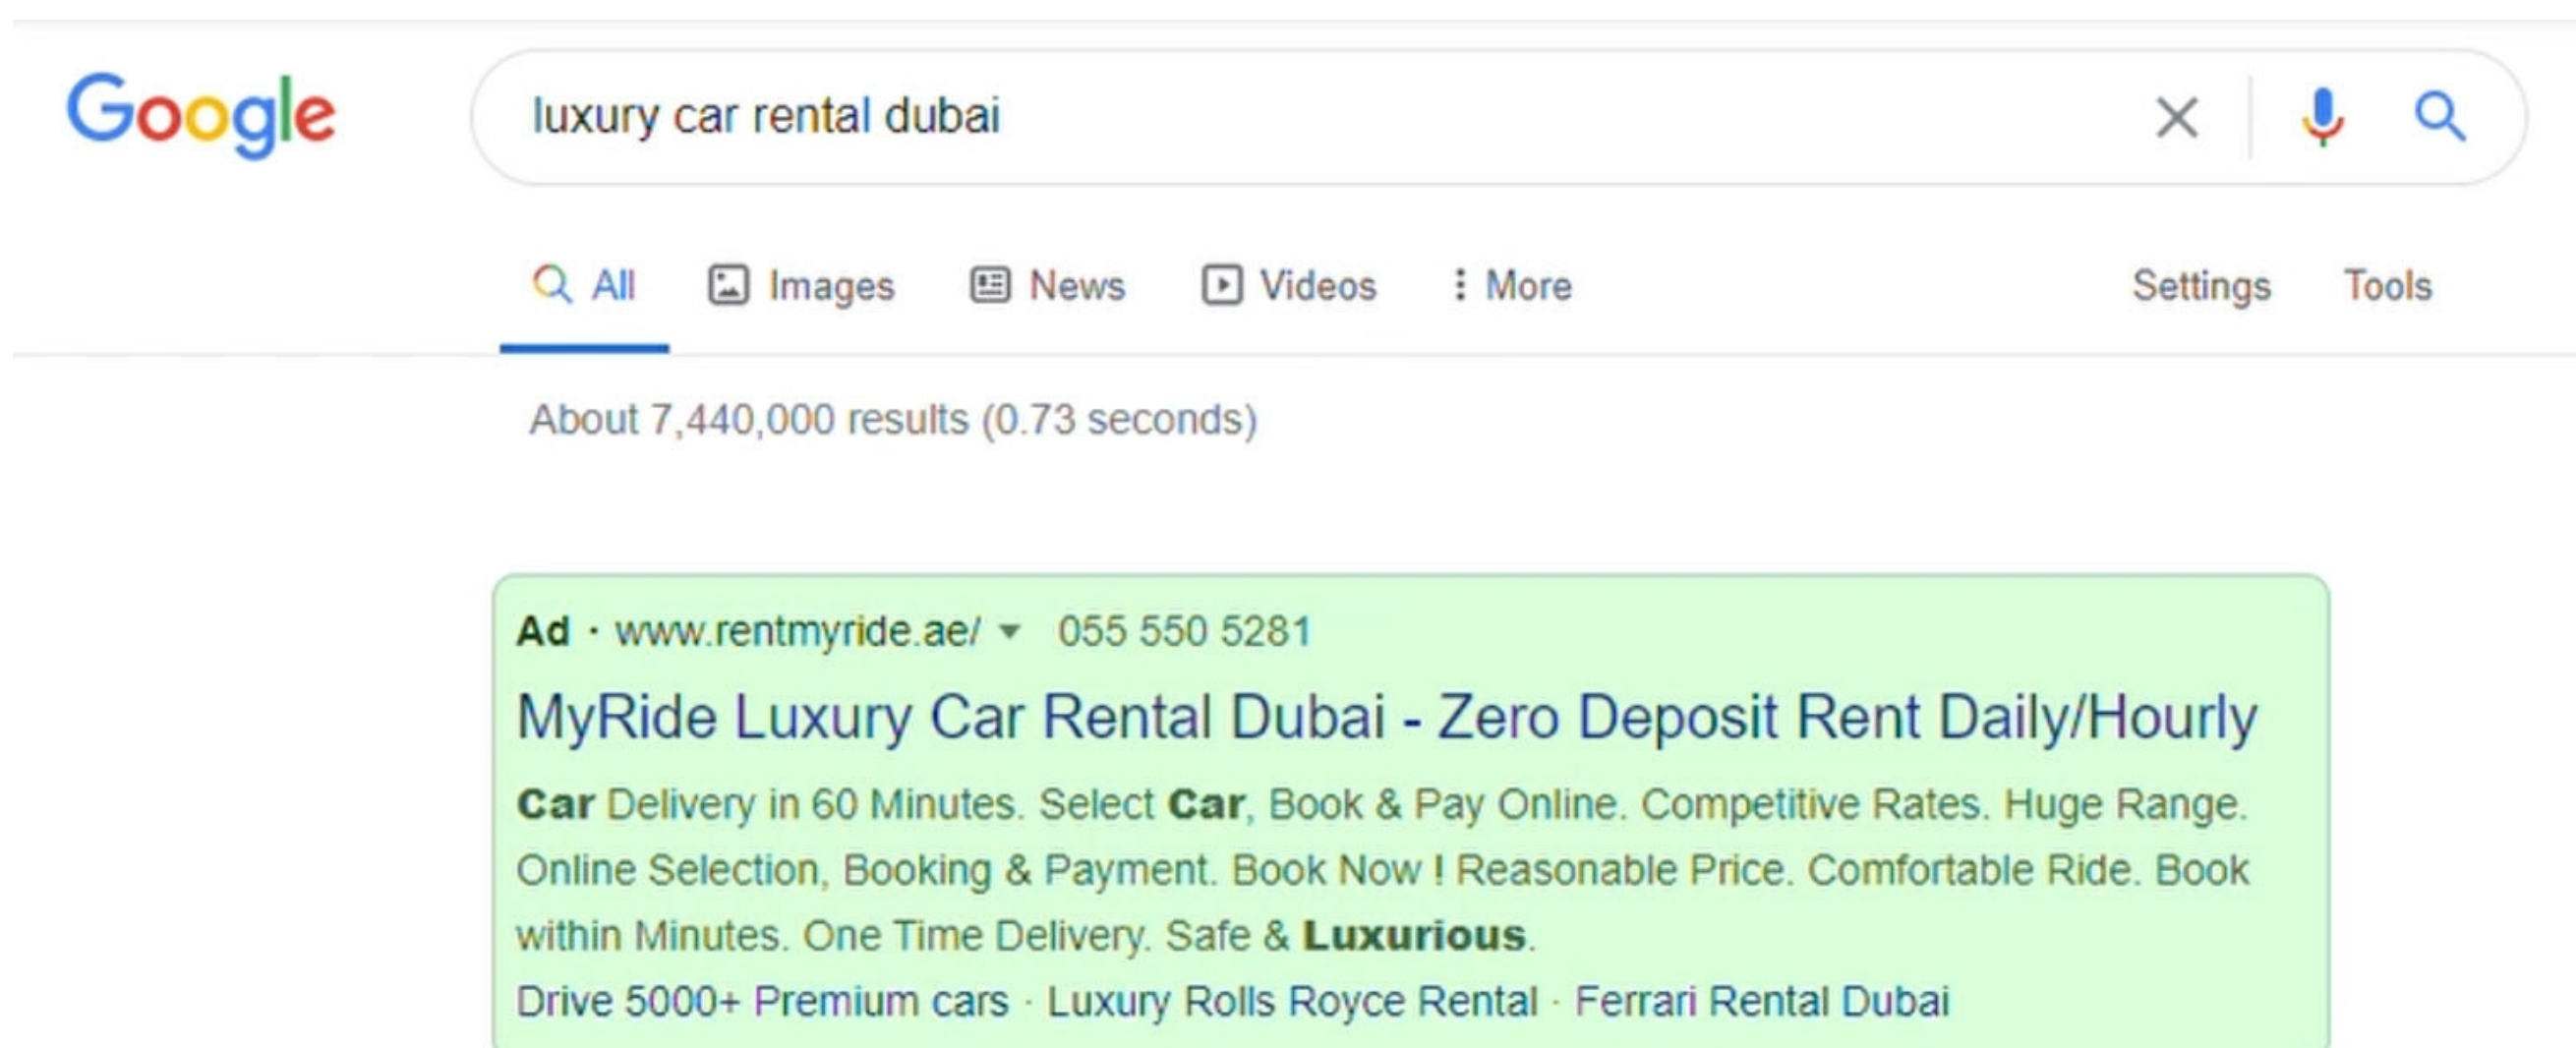 Google
luxury car rental dubai
All Images News Videos More Settings Tools
About 7,440,000 results (0.73 seconds)
Ad · www.rentmyride.ae/ 055 550 5281
MyRide Luxury Car Rental Dubai - Zero Deposit Rent Daily/Hourly
Car Delivery in 60 Minutes. Select Car, Book & Pay Online. Competitive Rates. Huge Range.
Online Selection, Booking & Payment. Book Now ! Reasonable Price. Comfortable Ride. Book
within Minutes. One Time Delivery. Safe & Luxurious.
Drive 5000+ Premium cars · Luxury Rolls Royce Rental · Ferrari Rental Dubai